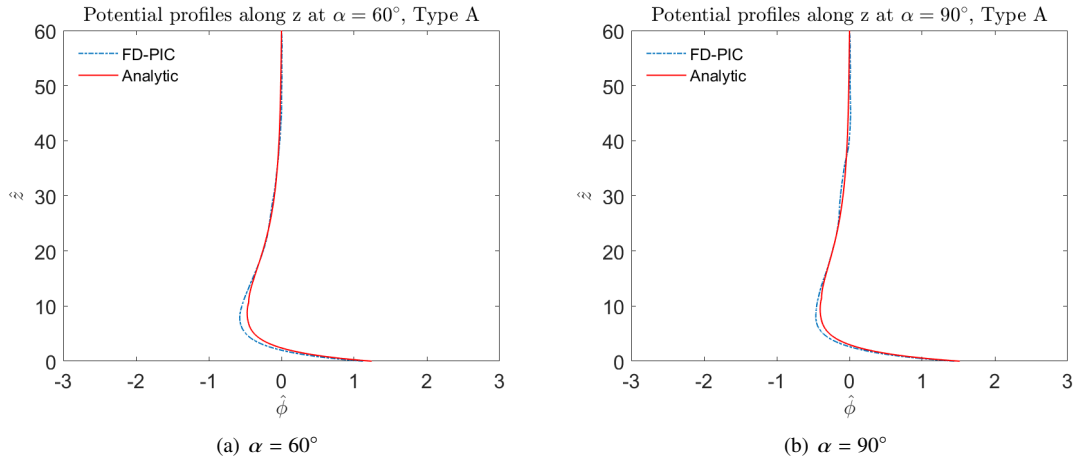 Potential profiles along z at α = 60°, Type A
60
50
40
30
20
10
0
ẑ
FD-PIC
Analytic
-3 -2 -1 0 1 2 3
ϕ̂
(a) α = 60°
Potential profiles along z at α = 90°, Type A
60
50
40
30
20
10
0
ẑ
FD-PIC
Analytic
-3 -2 -1 0 1 2 3
ϕ̂
(b) α = 90°